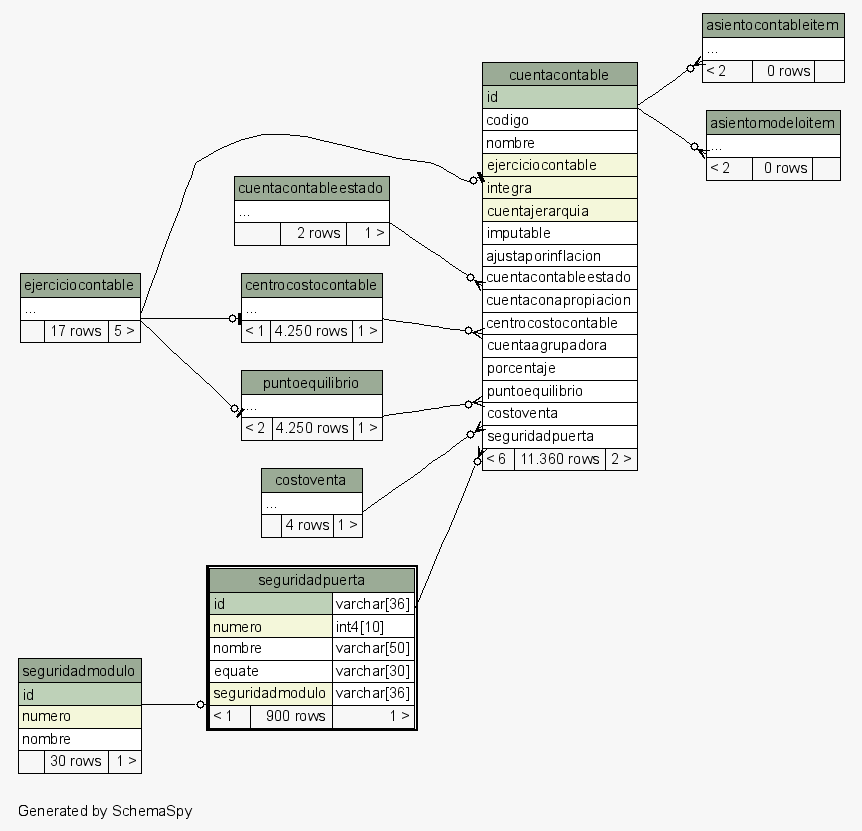 asientocontableitem
...
< 2 0 rows
asientomodeloitem
...
< 2 0 rows
cuentacontable
id
codigo
nombre
ejerciciocontable
integra
cuentajerarquia
imputable
ajustaporinflacion
cuentacontableestado
cuentaconapropiacion
centrocostocontable
cuentaagrupadora
porcentaje
puntoequilibrio
costoventa
seguridadpuerta
< 6 11.360 rows 2 >
cuentacontableestado
...
2 rows 1 >
ejerciciocontable
...
17 rows 5 >
centrocostocontable
...
< 1 4.250 rows 1 >
puntoequilibrio
...
< 2 4.250 rows 1 >
costoventa
...
4 rows 1 >
seguridadpuerta
id varchar[36]
numero int4[10]
nombre varchar[50]
equate varchar[30]
seguridadmodulo varchar[36]
< 1 900 rows 1 >
seguridadmodulo
id
numero
nombre
30 rows 1 >
Generated by SchemaSpy